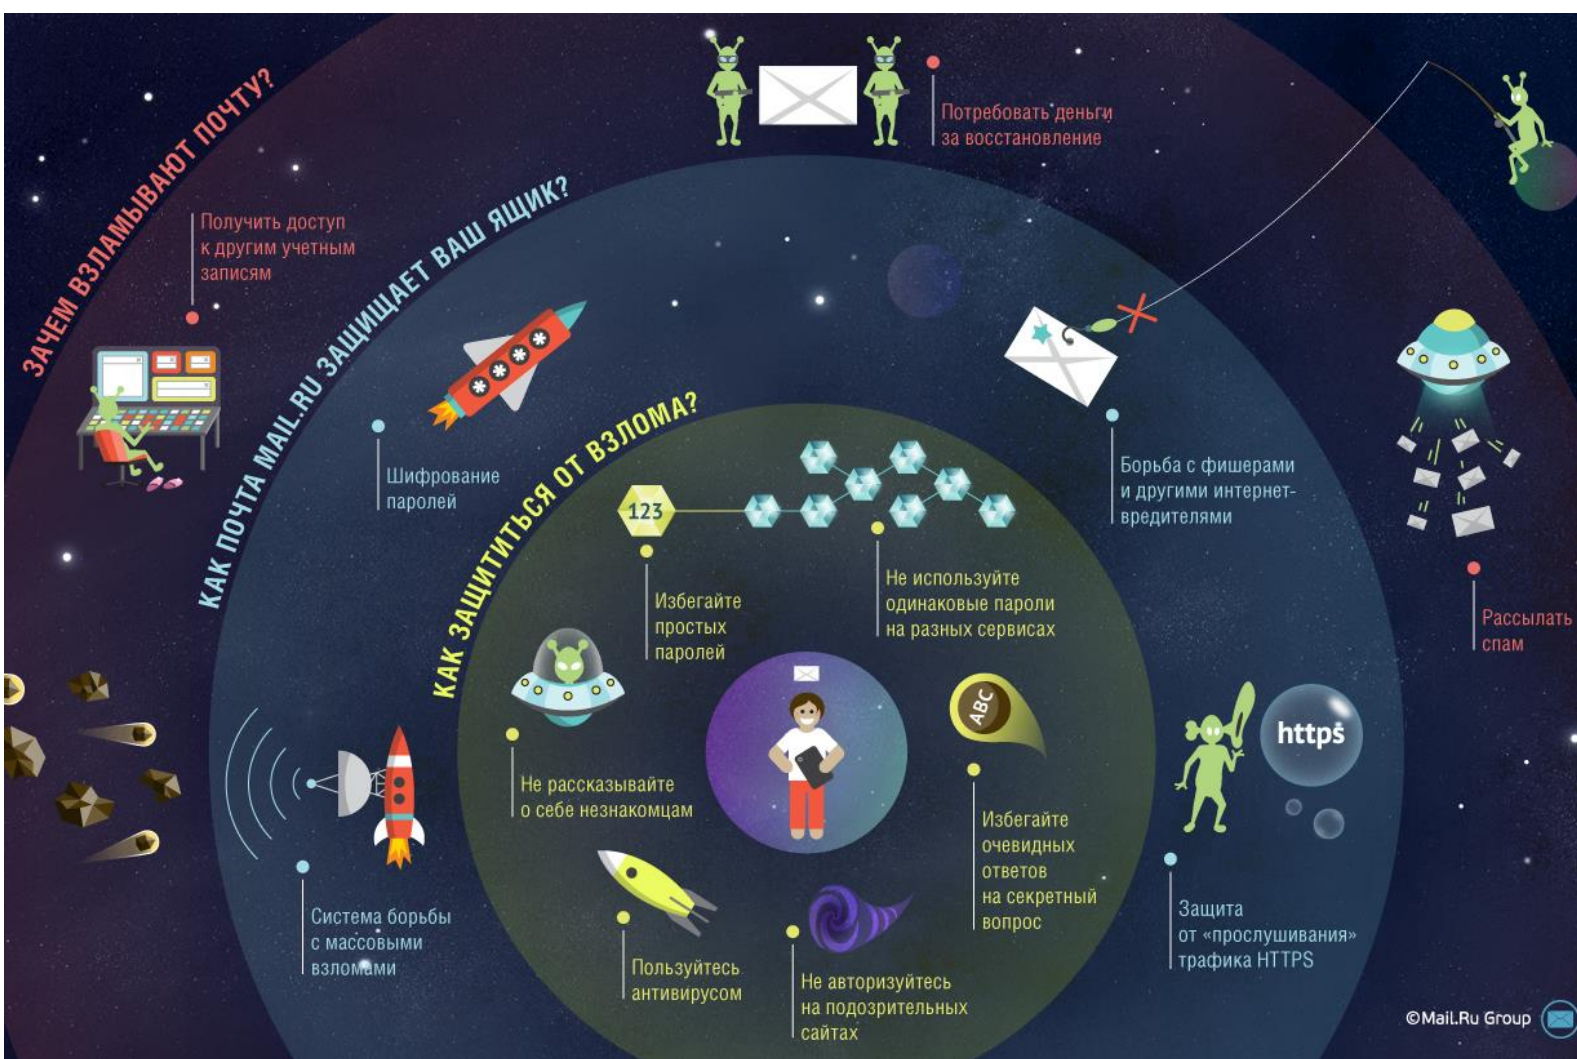 ЗАЧЕМ ВЗЛАМЫВАЮТ ПОЧТУ?
Потребовать деньги
за восстановление
Получить доступ
к другим учетным
записям
Рассылать
спам
КАК ПОЧТА MAIL.RU ЗАЩИЩАЕТ ВАШ ЯЩИК?
Шифрование
паролей
Борьба с фишерами
и другими интернет-
вредителями
Система борьбы
с массовыми
взломами
https
Защита
от «прослушивания»
трафика HTTPS
КАК ЗАЩИТИТЬСЯ ОТ ВЗЛОМА?
123
Избегайте
простых
паролей
Не используйте
одинаковые пароли
на разных сервисах
Не рассказывайте
о себе незнакомцам
ABC
Избегайте
очевидных
ответов
на секретный
вопрос
Пользуйтесь
антивирусом
Не авторизуйтесь
на подозрительных
сайтах
©Mail.Ru Group